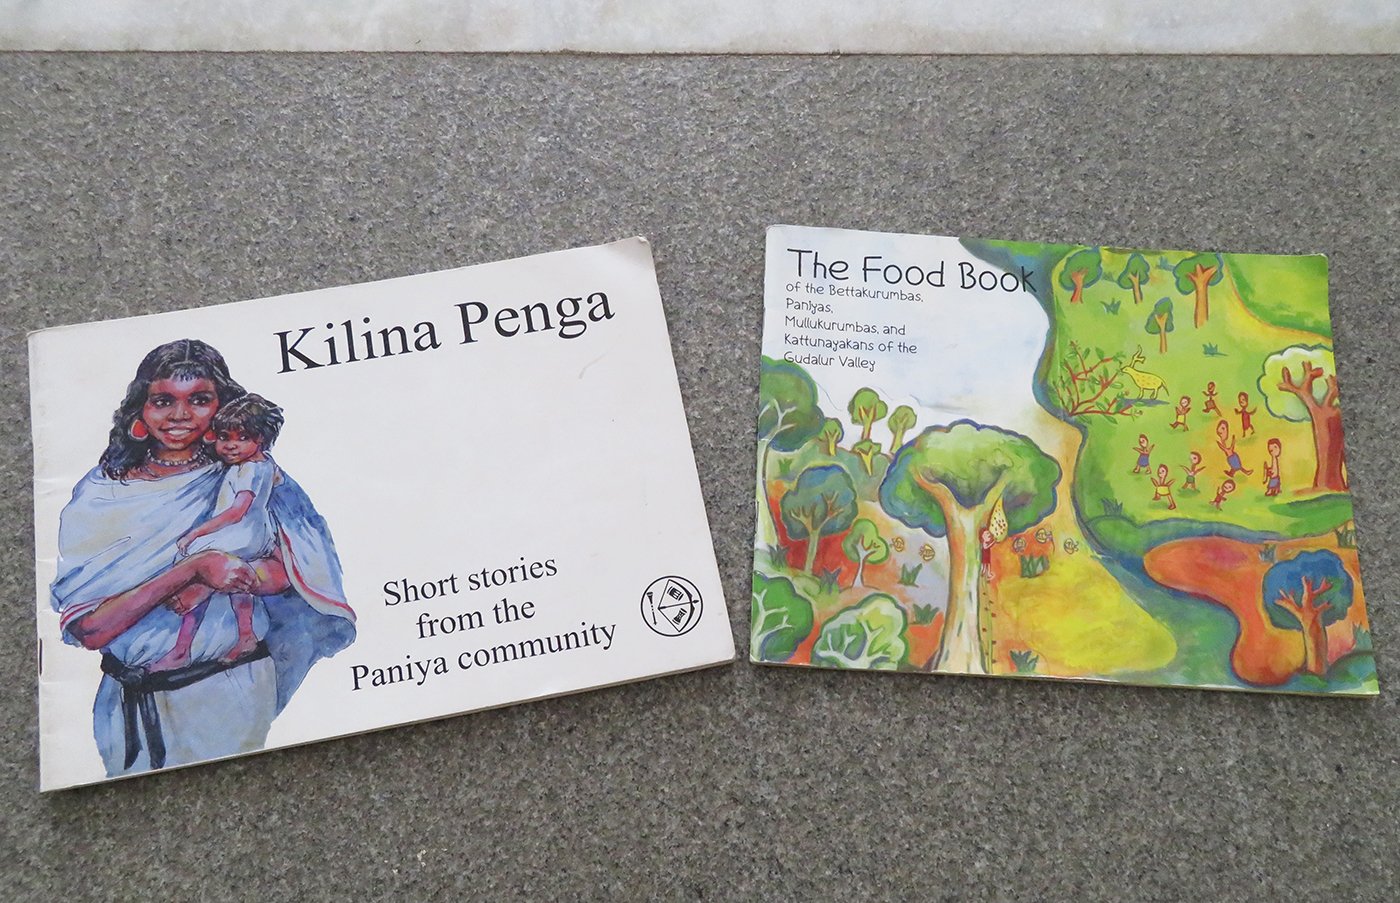 Kilina Penga
Short stories
from the
Paniya community
The Food Book
of the Bettakurumbas,
Paniyas,
Mullukurumbas, and
Kattunayakans of the
Gudalur Valley